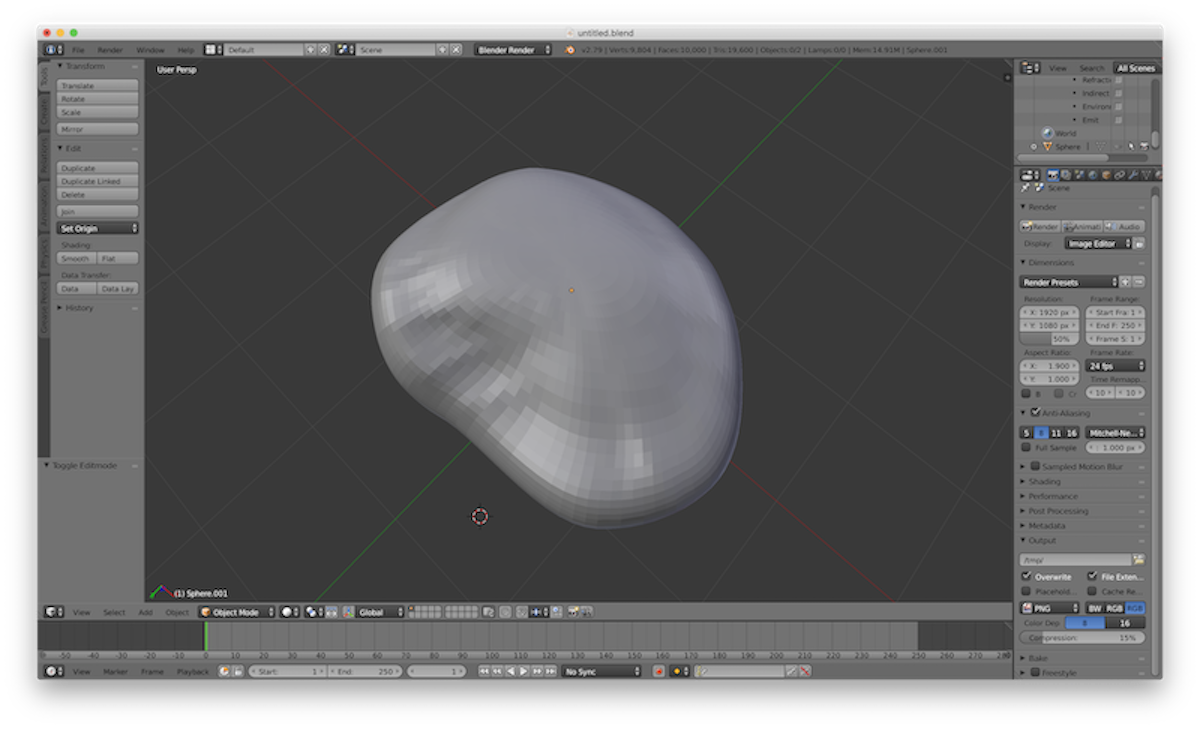 untitled.blend
File Render Window Help Default Scene Blender Render v2.79 | Verts:9,804 | Faces:10,000 | Tris:19,600 | Objects:0/2 | Lamps:0/0 | Mem:14.91M | Sphere.001
Tools
Create
Relations
Animation
Physics
Grease Pencil
Transform
Translate
Rotate
Scale
Mirror
Edit
Duplicate
Duplicate Linked
Delete
Join
Set Origin
Shading:
Smooth Flat
Data Transfer:
Data Data Lay
History
Toggle Editmode
User Persp
(1) Sphere.001
View Search All Scenes
Refracti
Indirect
Environ
Emit
World
Sphere
Scene
Render
Render Animati Audio
Display: Image Editor
Dimensions
Render Presets
Resolution: Frame Range:
X: 1920 px Start Fra: 1
Y: 1080 px End F: 250
50% Frame S: 1
Aspect Ratio: Frame Rate:
X: 1.900 24 fps
Y: 1.000 Time Remapp...
B Cr 10 10
Anti-Aliasing
5 8 11 16 Mitchell-Ne...
Full Sample : 1.000 px
Sampled Motion Blur
Shading
Performance
Post Processing
Metadata
Output
/tmp/
Overwrite File Exten...
Placehold... Cache Re...
PNG BW RGB RGB
Color Dep 8 16
Compression: 15%
Bake
Freestyle
View Select Add Object Object Mode Global
-50 -40 -30 -20 -10 0 10 20 30 40 50 60 70 80 90 100 110 120 130 140 150 160 170 180 190 200 210 220 230 240 250 260 270 280
View Marker Frame Playback Start: 1 End: 250 1 No Sync